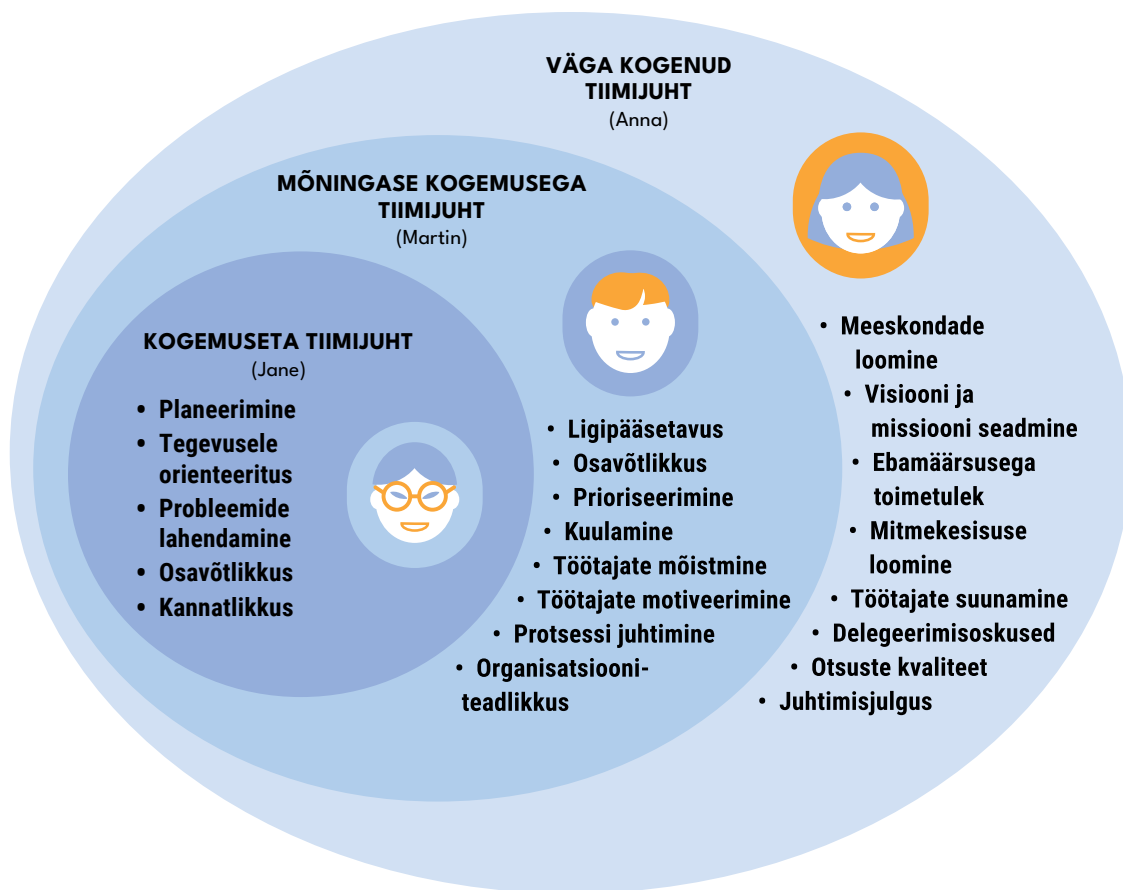 VÄGA KOGENUD
TIIMIJUHT
(Anna)
MÕNINGASE KOGEMUSEGA
TIIMIJUHT
(Martin)
KOGEMUSETA TIIMIJUHT
(Jane)
• Planeerimine
• Tegevusele
orienteeritus
• Probleemide
lahendamine
• Osavõtlikkus
• Kannatlikkus
• Ligipääsetavus
• Osavõtlikkus
• Prioriseerimine
• Kuulamine
• Töötajate mõistmine
• Töötajate motiveerimine
• Protsessi juhtimine
• Organisatsiooni-
teadlikkus
• Meeskondade
loomine
• Visiooni ja
missiooni seadmine
• Ebamäärsusega
toimetulek
• Mitmekesisuse
loomine
• Töötajate suunamine
• Delegeerimisoskused
• Otsuste kvaliteet
• Juhtimisjulgus